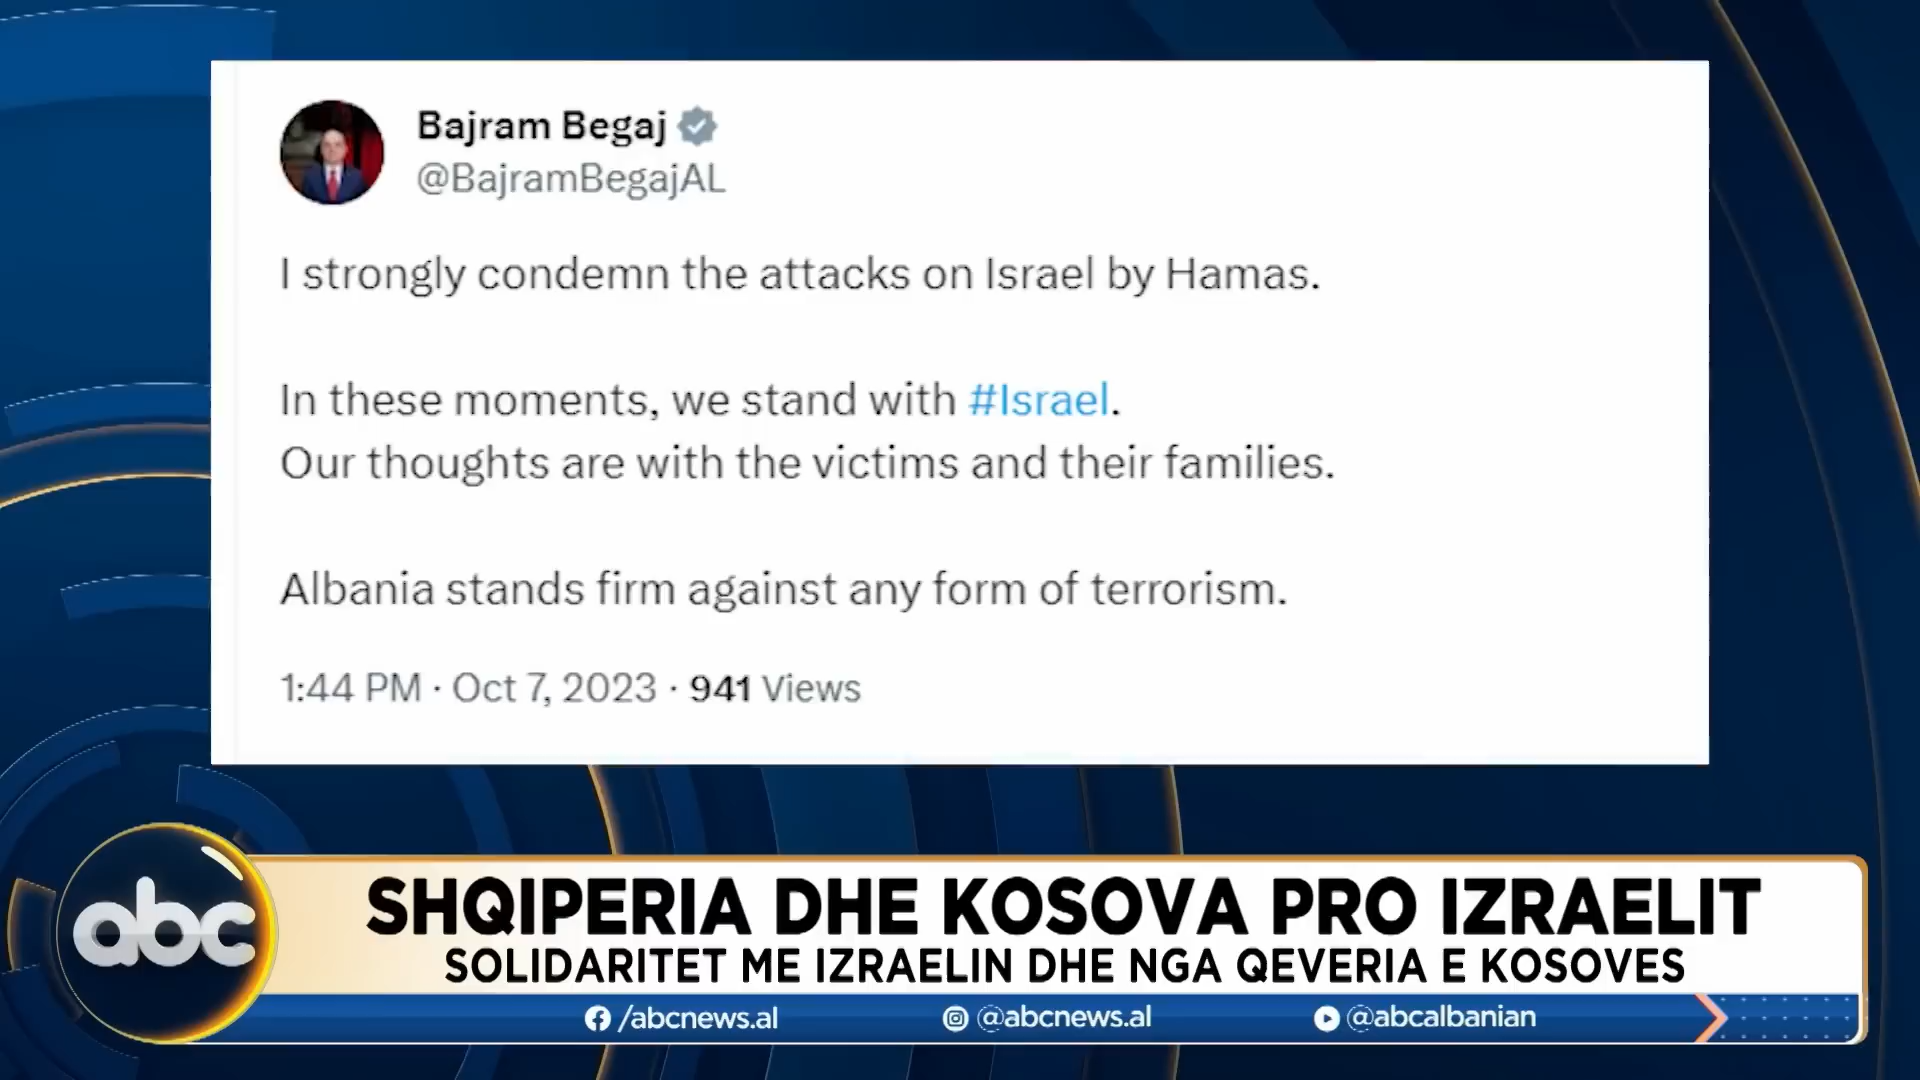 Bajram Begaj
@BajramBegajAL
I strongly condemn the attacks on Israel by Hamas.
In these moments, we stand with #Israel.
Our thoughts are with the victims and their families.
Albania stands firm against any form of terrorism.
1:44 PM · Oct 7, 2023 · 941 Views
abc
SHQIPERIA DHE KOSOVA PRO IZRAELIT
SOLIDARITET ME IZRAELIN DHE NGA QEVERIA E KOSOVES
/abcnews.al @abcnews.al @abcalbanian